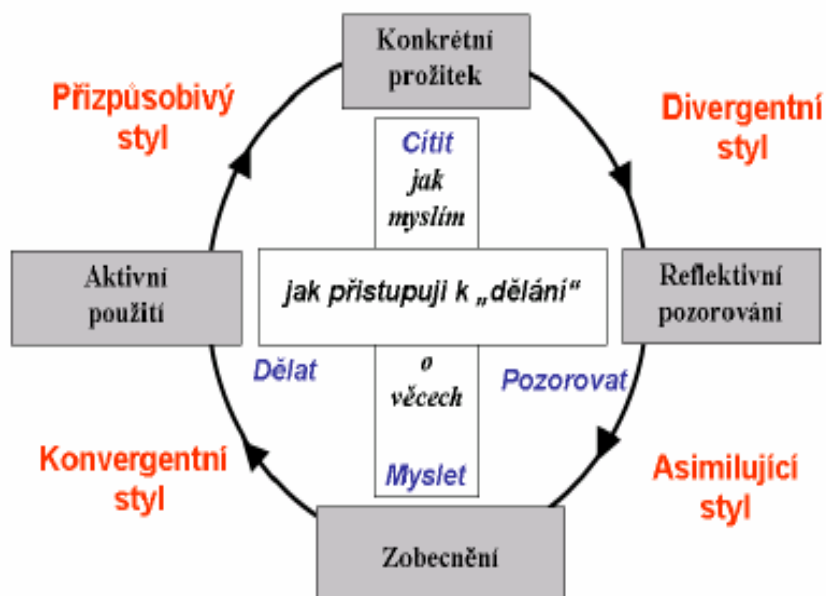 Konkrétní
prožitek
Přizpůsobivý
styl
Divergentní
styl
Cítit
jak
myslím
Aktivní
použití
jak přistupuji k „dělání“
Reflektivní
pozorování
Dělat
o
věcech
Pozorovat
Konvergentní
styl
Myslet
Asimilující
styl
Zobecnění